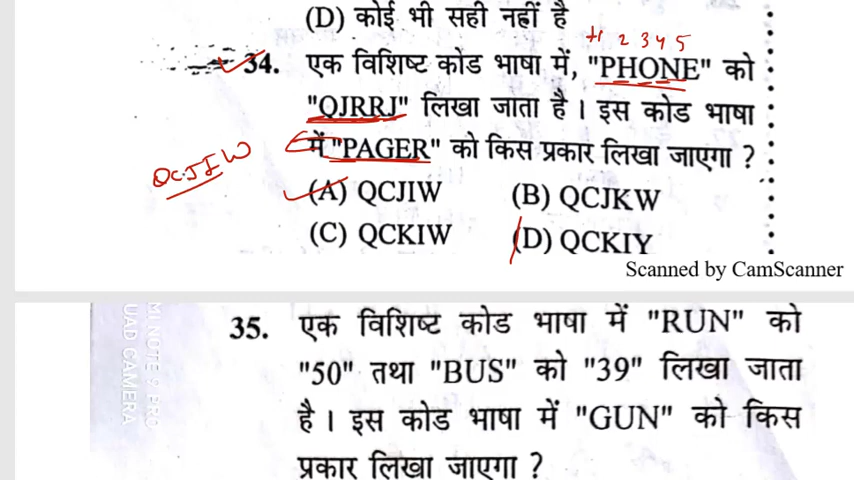 (D) कोई भी सही नहीं है
+1 2 3 4 5
34. एक विशिष्ट कोड भाषा में, "PHONE" को
"QJRRJ" लिखा जाता है। इस कोड भाषा
में "PAGER" को किस प्रकार लिखा जाएगा ?
QCJIW
(A) QCJIW (B) QCJKW
(C) QCKIW (D) QCKIY
Scanned by CamScanner
MI NOTE 9 PRO
UAD CAMERA
35. एक विशिष्ट कोड भाषा में "RUN" को
"50" तथा "BUS" को "39" लिखा जाता
है। इस कोड भाषा में "GUN" को किस
प्रकार लिखा जाएगा ?